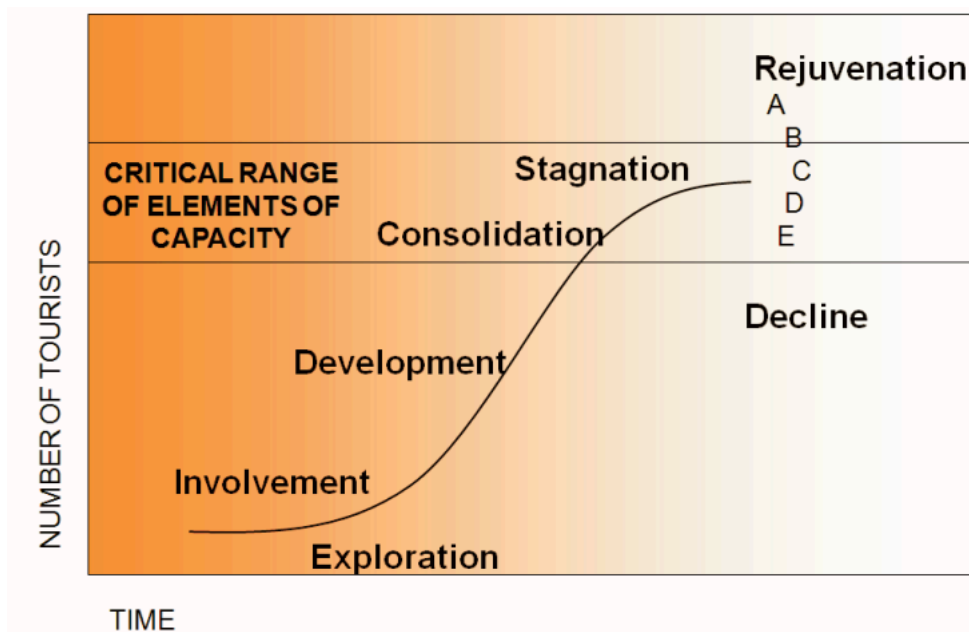 Rejuvenation
A
B
CRITICAL RANGE
OF ELEMENTS OF
CAPACITY
Stagnation
C
D
Consolidation
E
Decline
Development
Involvement
Exploration
NUMBER OF TOURISTS
TIME